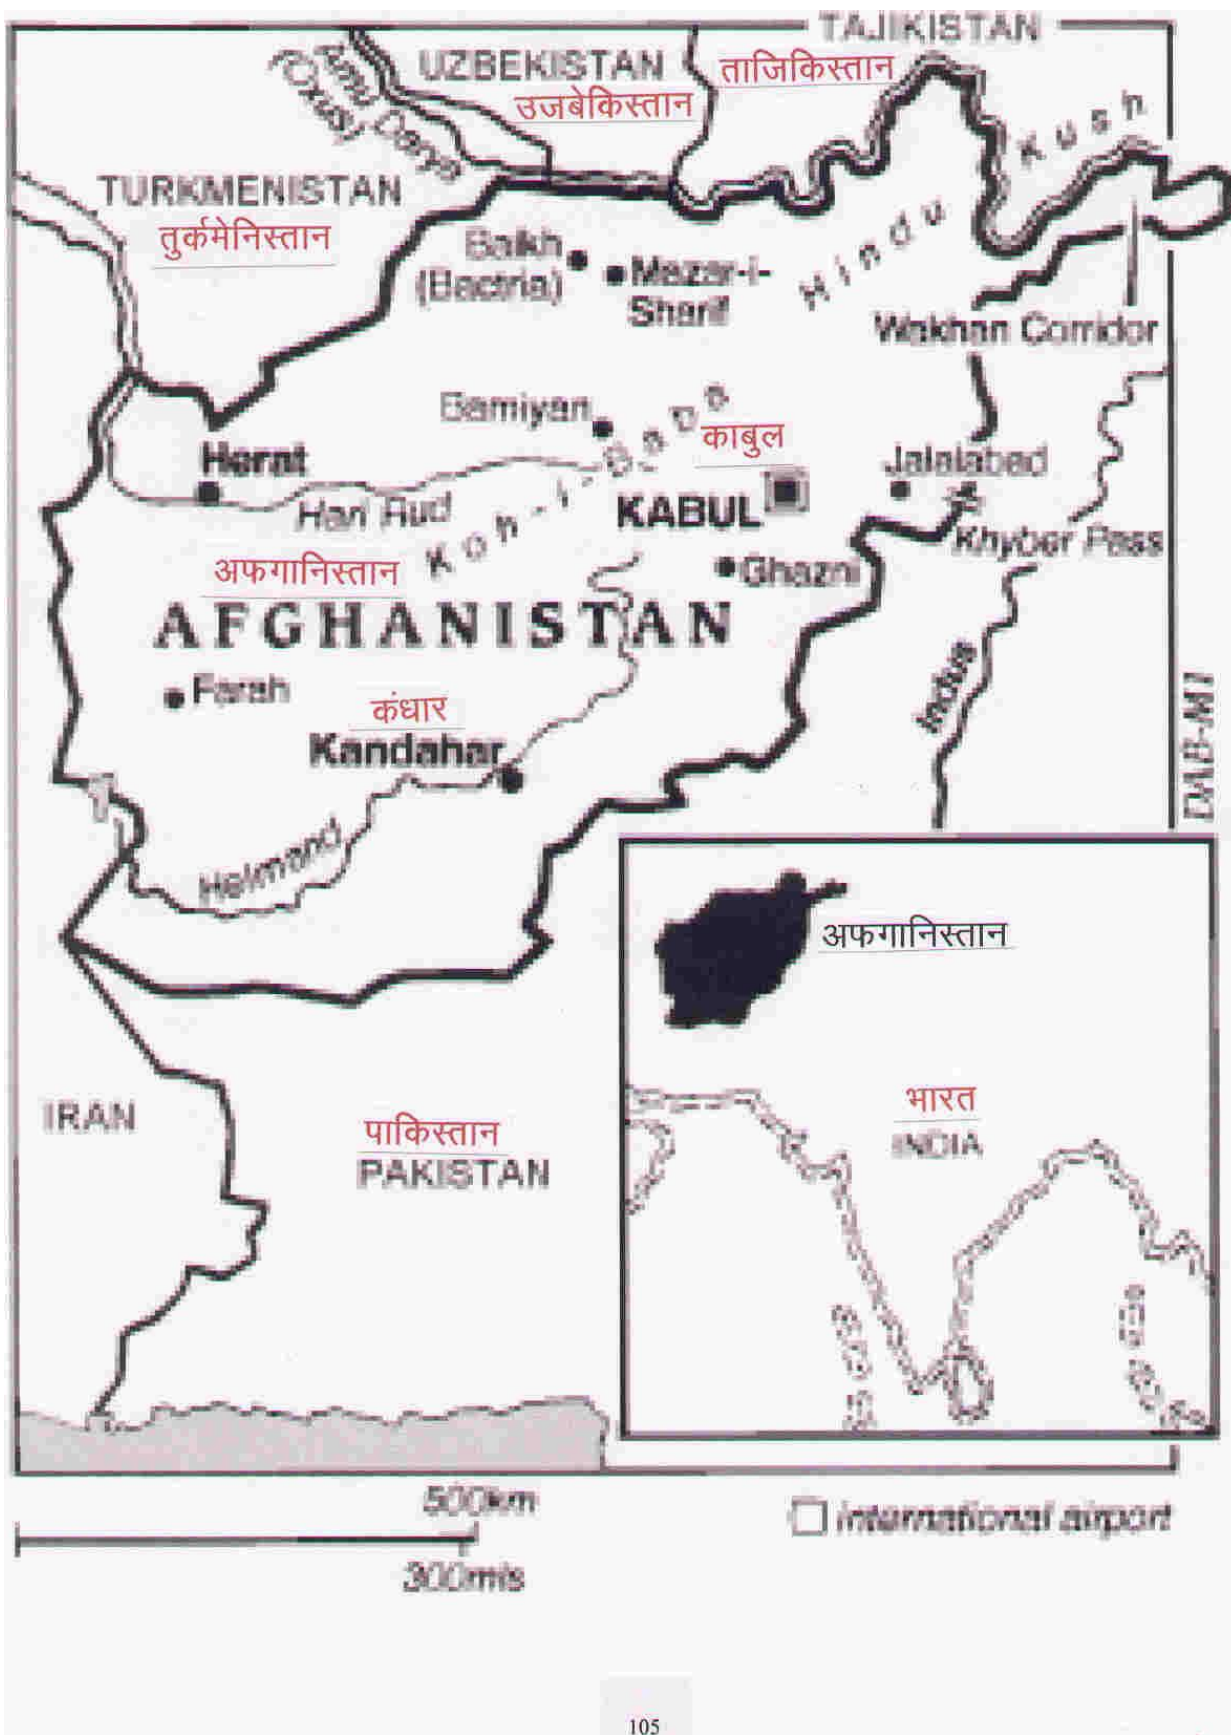 TAJIKISTAN
UZBEKISTAN
ताजिकिस्तान
उजबेकिस्तान
Amu Darya
(Oxus)
Kush
TURKMENISTAN
तुर्कमेनिस्तान
Hindu
Balkh
(Bactria)
Mazar-i-
Sharif
Wakhan Corridor
Bamiyan
Koh-i-Baba
काबुल
Herat
Jalalabad
Hari Rud
KABUL
Khyber Pass
अफगानिस्तान
Ghazni
AFGHANISTAN
Farah
Indus
कंधार
Kandahar
DAB-M1
Helmand
अफगानिस्तान
IRAN
पाकिस्तान
PAKISTAN
भारत
INDIA
500km
international airport
300mls
105